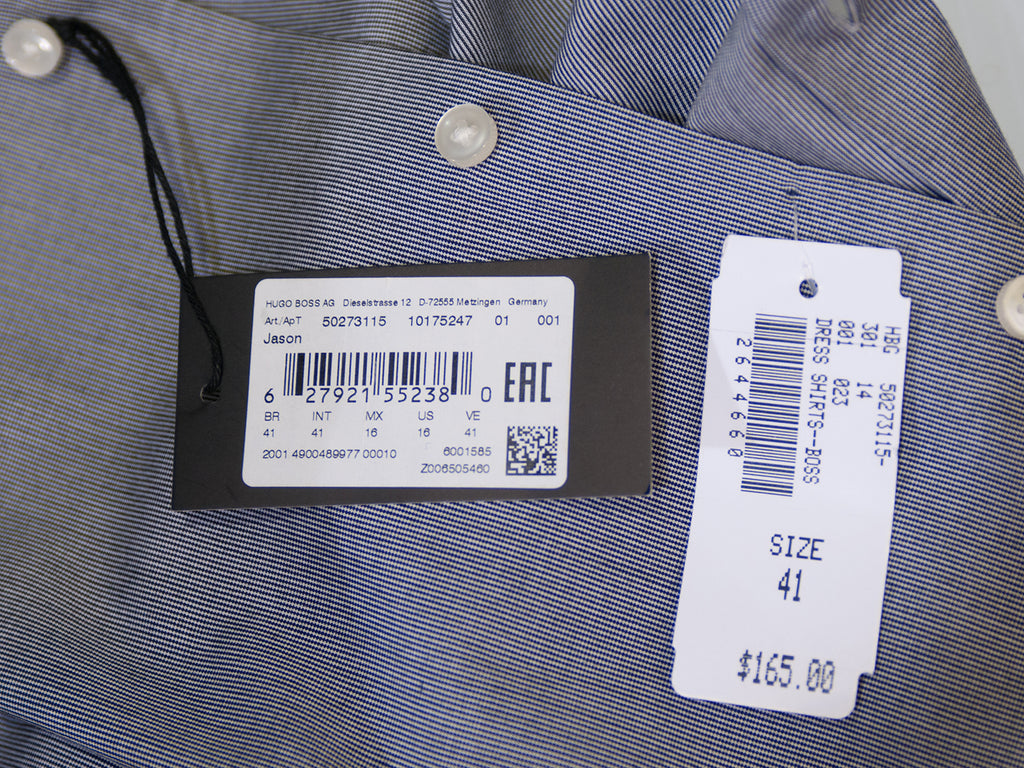 HUGO BOSS AG Dieselstrasse 12 D-72555 Metzingen Germany
Art/ApT 50273115 10175247 01 001
Jason
6 27921 55238 0
EAC
BR INT MX US VE
41 41 16 16 41
2001 4900489977 00010 6001585
Z006505460
HBG 50273115-
301 14
001 023
DRESS SHIRTS--BOSS
2644660
SIZE
41
$165.00